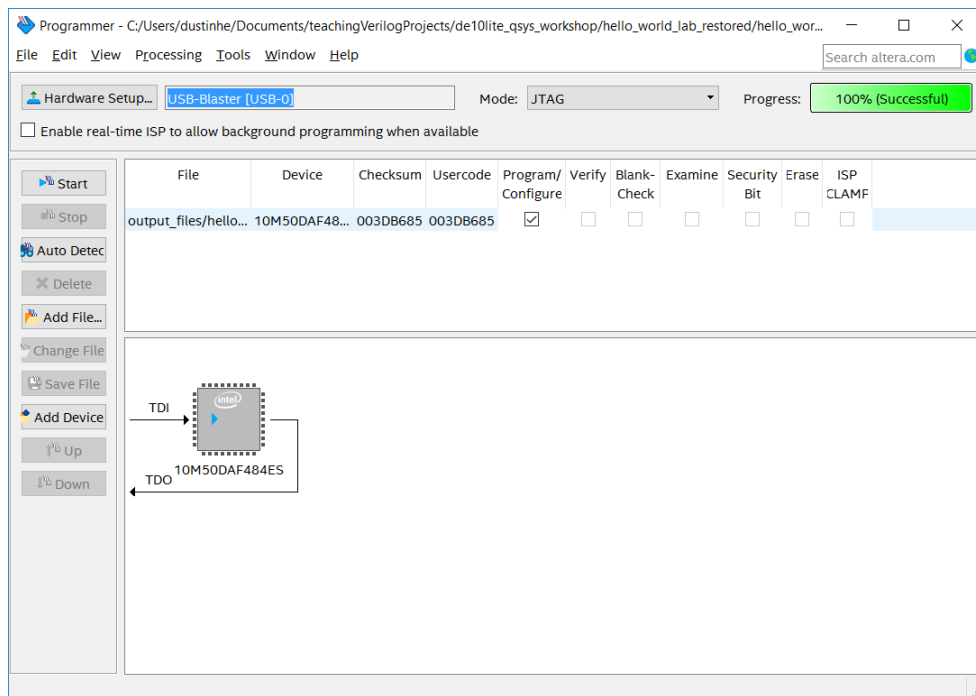 Programmer - C:/Users/dustinhe/Documents/teachingVerilogProjects/de10lite_qsys_workshop/hello_world_lab_restored/hello_wor...
File Edit View Processing Tools Window Help
Search altera.com
Hardware Setup... USB-Blaster [USB-0] Mode: JTAG Progress: 100% (Successful)
Enable real-time ISP to allow background programming when available
Start
Stop
Auto Detec
Delete
Add File...
Change File
Save File
Add Device
Up
Down
File Device Checksum Usercode Program/ Verify Blank- Examine Security Erase ISP
Configure Check Bit CLAMF
output_files/hello... 10M50DAF48... 003DB685 003DB685
intel
TDI
10M50DAF484ES
TDO